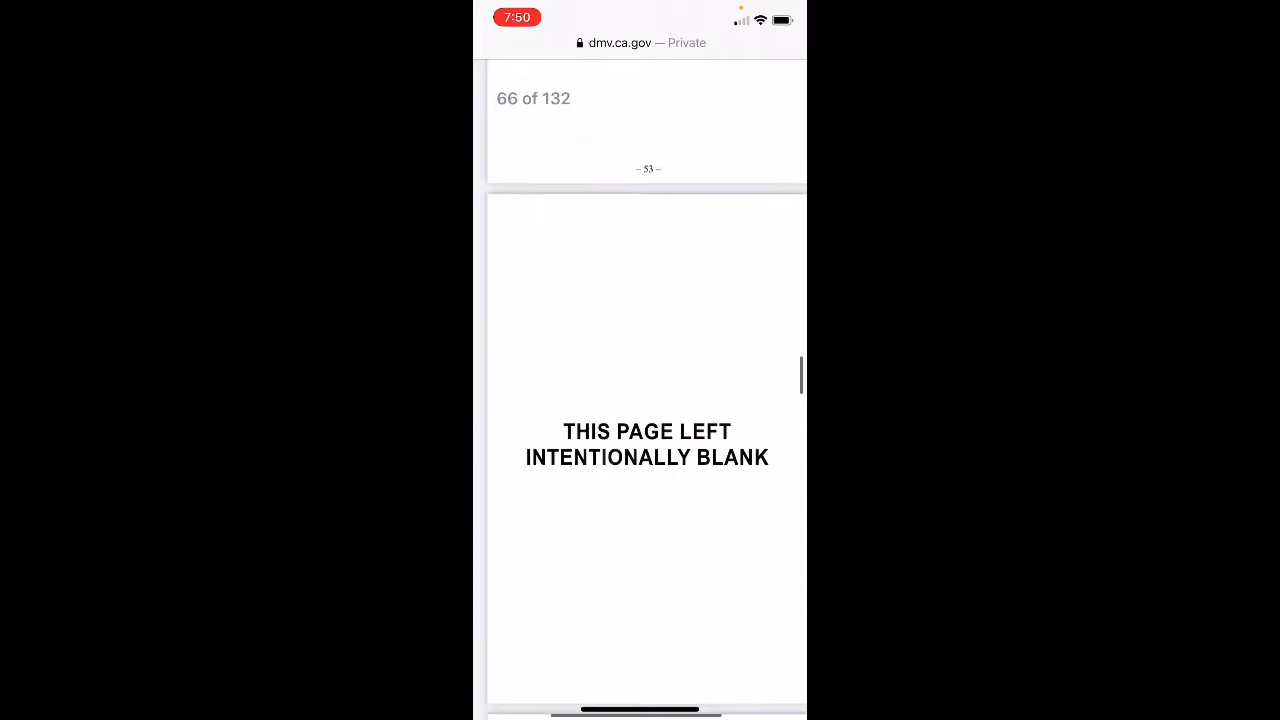 7:50
dmv.ca.gov — Private
66 of 132
– 53 –
THIS PAGE LEFT
INTENTIONALLY BLANK